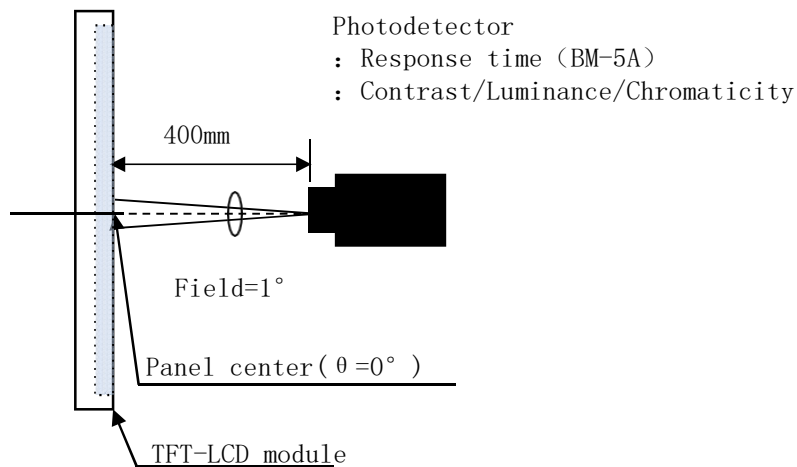 Photodetector
：Response time（BM-5A）
：Contrast/Luminance/Chromaticity
400mm
Field=1°
Panel center(θ=0°)
TFT-LCD module